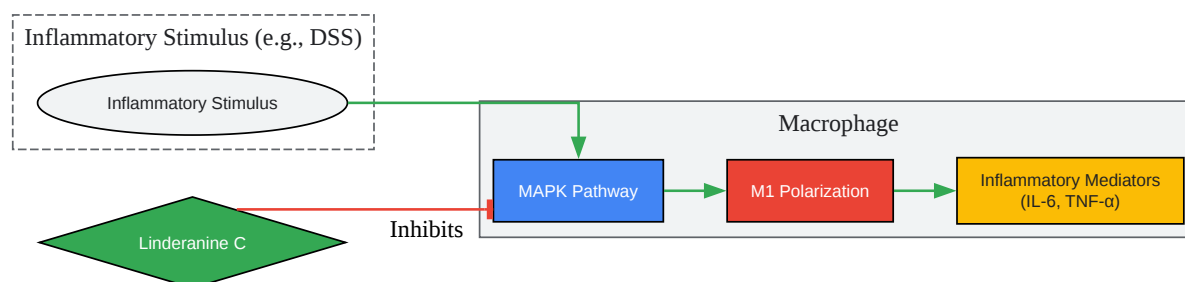 Inflammatory Stimulus (e.g., DSS)
Inflammatory Stimulus
Macrophage
MAPK Pathway
M1 Polarization
Inflammatory Mediators
(IL-6, TNF-α)
Inhibits
Linderanine C